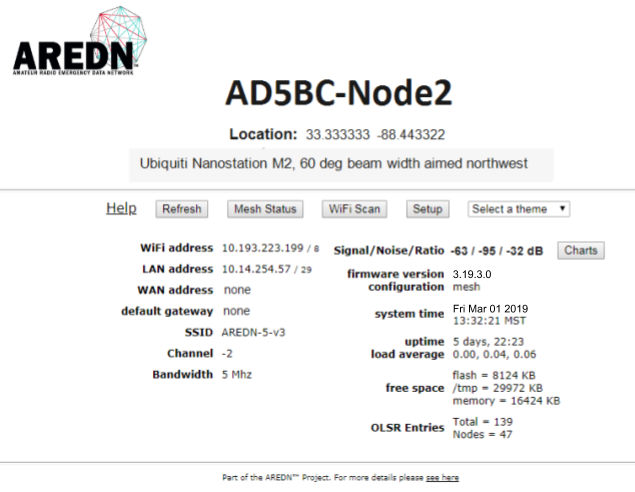 AREDN
AMATEUR RADIO EMERGENCY DATA NETWORK
TM
AD5BC-Node2
Location: 33.333333 -88.443322
Ubiquiti Nanostation M2, 60 deg beam width aimed northwest
Help Refresh Mesh Status WiFi Scan Setup Select a theme
WiFi address 10.193.223.199 / 8
LAN address 10.14.254.57 / 29
WAN address none
default gateway none
SSID AREDN-5-v3
Channel -2
Bandwidth 5 Mhz
Signal/Noise/Ratio -63 / -95 / -32 dB Charts
firmware version 3.19.3.0
configuration mesh
system time Fri Mar 01 2019
13:32:21 MST
uptime 5 days, 22:23
load average 0.00, 0.04, 0.06
free space flash = 8124 KB
/tmp = 29972 KB
memory = 16424 KB
OLSR Entries Total = 139
Nodes = 47
Part of the AREDN™ Project. For more details please see here